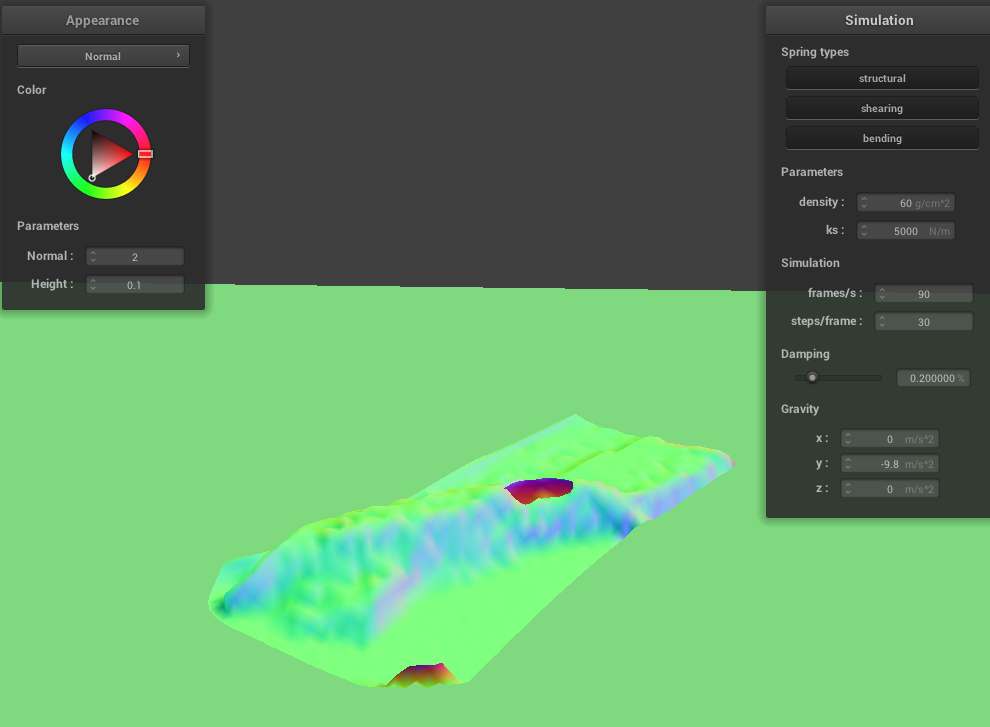 Appearance
Normal
Color
Parameters
Normal : 2
Height : 0.1
Simulation
Spring types
structural
shearing
bending
Parameters
density : 60 g/cm^2
ks : 5000 N/m
Simulation
frames/s : 90
steps/frame : 30
Damping
0.200000 %
Gravity
x : 0 m/s^2
y : -9.8 m/s^2
z : 0 m/s^2